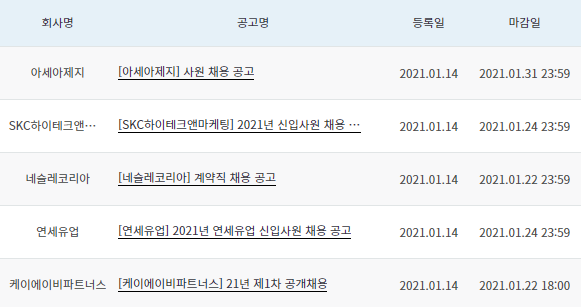 회사명 공고명 등록일 마감일
아세아제지 [아세아제지] 사원 채용 공고 2021.01.14 2021.01.31 23:59
SKC하이테크앤… [SKC하이테크앤마케팅] 2021년 신입사원 채용 … 2021.01.14 2021.01.24 23:59
네슬레코리아 [네슬레코리아] 계약직 채용 공고 2021.01.14 2021.01.22 23:59
연세유업 [연세유업] 2021년 연세유업 신입사원 채용 공고 2021.01.14 2021.01.24 23:59
케이에이비파트너스 [케이에이비파트너스] 21년 제1차 공개채용 2021.01.14 2021.01.22 18:00